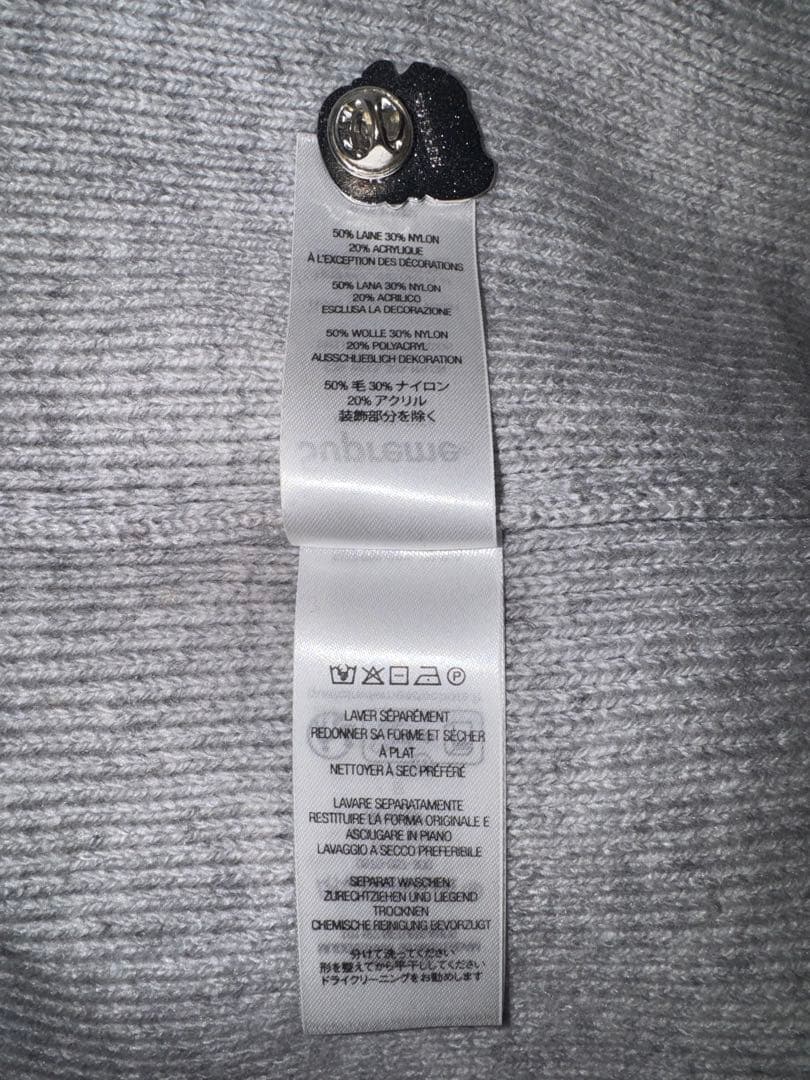 50% LAINE 30% NYLON
20% ACRYLIQUE
À L'EXCEPTION DES DÉCORATIONS
50% LANA 30% NYLON
20% ACRILICO
ESCLUSA LA DECORAZIONE
50% WOLLE 30% NYLON
20% POLYACRYL
AUSSCHLIEBLICH DEKORATION
50% 毛 30% ナイロン
20% アクリル
装飾部分を除く
Supreme
LAVER SÉPARÉMENT
REDONNER SA FORME ET SÉCHER
À PLAT
NETTOYER À SEC PRÉFÉRÉ
LAVARE SEPARATAMENTE
RESTITUIRE LA FORMA ORIGINALE E
ASCIUGARE IN PIANO
LAVAGGIO A SECCO PREFERIBILE
SEPARAT WASCHEN
ZURECHTZIEHEN UND LIEGEND
TROCKNEN
CHEMISCHE REINIGUNG BEVORZUGT
分けて洗ってください
形を整えてから平干ししてください
ドライクリーニングをお勧めします